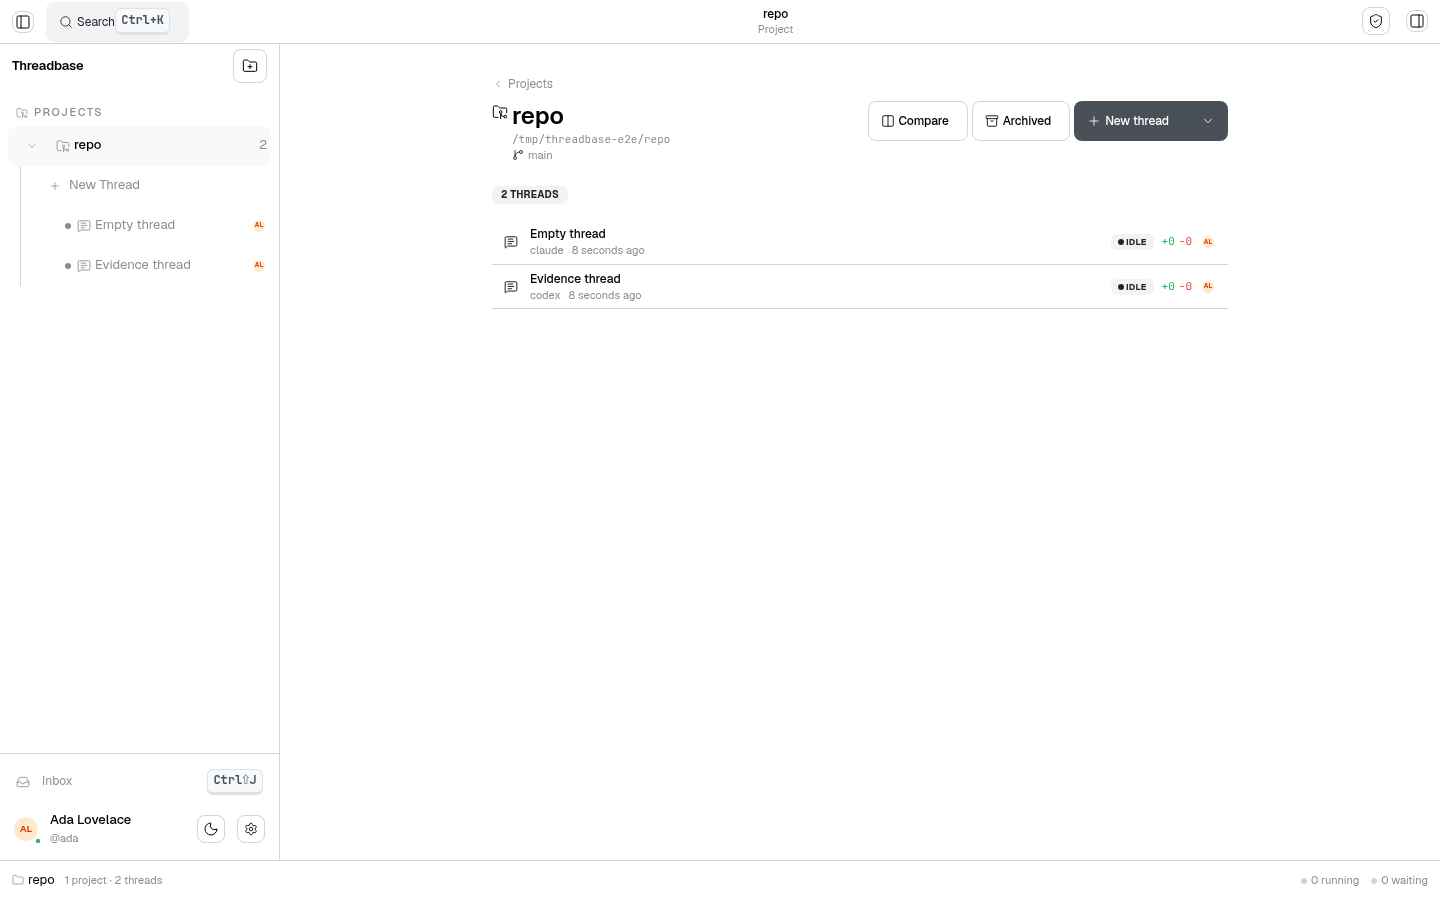 Search Ctrl+K
repo
Project
Threadbase
PROJECTS
repo 2
New Thread
Empty thread AL
Evidence thread AL
Inbox Ctrl⇧J
AL Ada Lovelace
@ada
Projects
repo
/tmp/threadbase-e2e/repo
main
Compare Archived New thread
2 THREADS
Empty thread
claude 8 seconds ago
IDLE +0 -0 AL
Evidence thread
codex 8 seconds ago
IDLE +0 -0 AL
repo 1 project · 2 threads
0 running 0 waiting